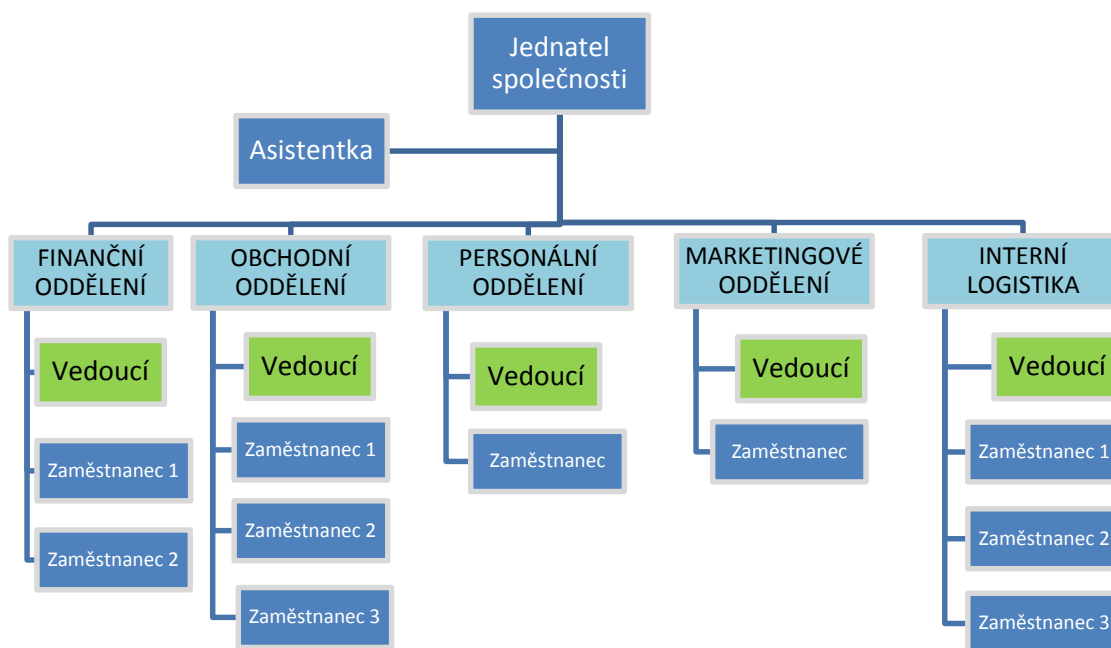 Jednatel
společnosti
Asistentka
FINANČNÍ
ODDĚLENÍ
Vedoucí
Zaměstnanec 1
Zaměstnanec 2
OBCHODNÍ
ODDĚLENÍ
Vedoucí
Zaměstnanec 1
Zaměstnanec 2
Zaměstnanec 3
PERSONÁLNÍ
ODDĚLENÍ
Vedoucí
Zaměstnanec
MARKETINGOVÉ
ODDĚLENÍ
Vedoucí
Zaměstnanec
INTERNÍ
LOGISTIKA
Vedoucí
Zaměstnanec 1
Zaměstnanec 2
Zaměstnanec 3